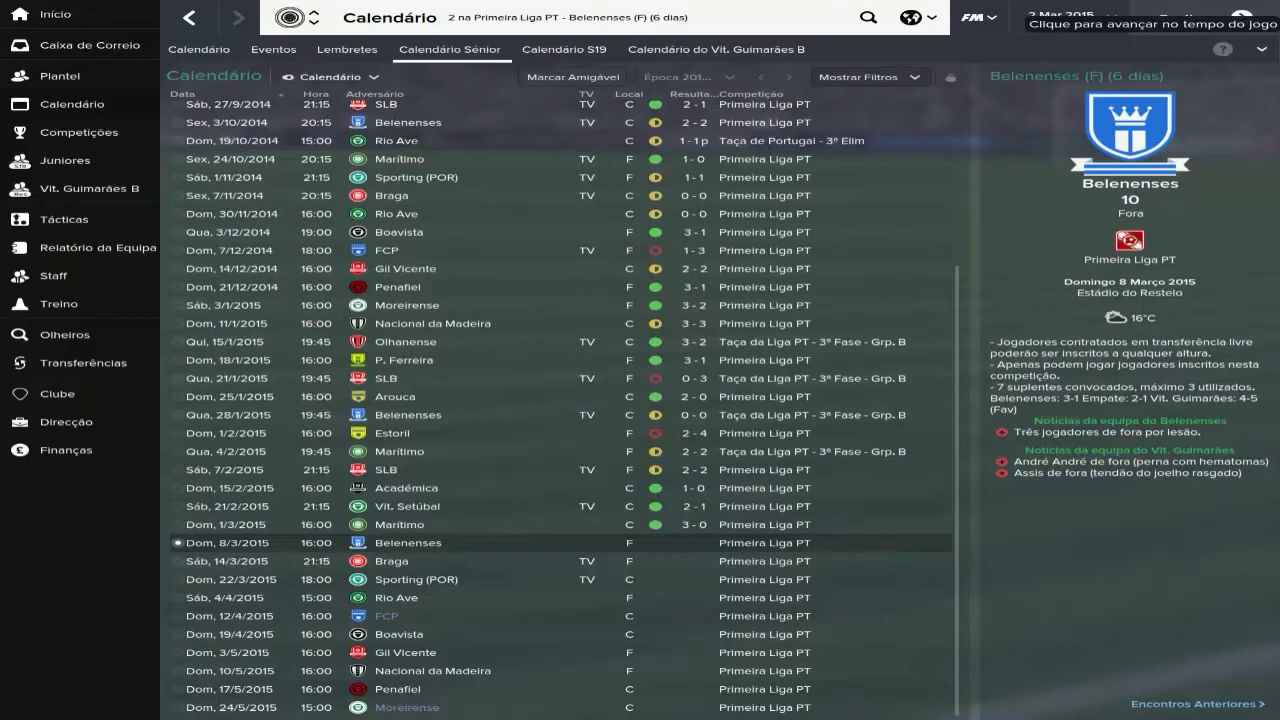 Início
Caixa de Correio
Plantel
Calendário
Competições
Juniores
Vit. Guimarães B
Tácticas
Relatório da Equipa
Staff
Treino
Olheiros
Transferências
Clube
Direcção
Finanças
Calendário 2 na Primeira Liga PT - Belenenses (F) (6 dias)
FM
2 Mar 2015
Clique para avançar no tempo do jogo
Calendário Eventos Lembretes Calendário Sénior Calendário S19 Calendário do Vit. Guimarães B
Calendário Calendário Marcar Amigável Época 201... Mostrar Filtros
Data Hora Adversário TV Local Resulta... Competição
Sáb, 27/9/2014 21:15 SLB TV C 2 - 1 Primeira Liga PT
Sex, 3/10/2014 20:15 Belenenses TV C 2 - 2 Primeira Liga PT
Dom, 19/10/2014 15:00 Rio Ave C 1 - 1 p Taça de Portugal - 3ª Elim
Sex, 24/10/2014 20:15 Marítimo TV F 1 - 0 Primeira Liga PT
Sáb, 1/11/2014 21:15 Sporting (POR) TV F 1 - 1 Primeira Liga PT
Sex, 7/11/2014 20:15 Braga TV C 0 - 0 Primeira Liga PT
Dom, 30/11/2014 16:00 Rio Ave C 0 - 0 Primeira Liga PT
Qua, 3/12/2014 19:00 Boavista F 3 - 1 Primeira Liga PT
Dom, 7/12/2014 18:00 FCP TV F 1 - 3 Primeira Liga PT
Dom, 14/12/2014 16:00 Gil Vicente C 2 - 2 Primeira Liga PT
Dom, 21/12/2014 16:00 Penafiel F 3 - 1 Primeira Liga PT
Sáb, 3/1/2015 16:00 Moreirense F 3 - 2 Primeira Liga PT
Dom, 11/1/2015 16:00 Nacional da Madeira C 3 - 3 Primeira Liga PT
Qui, 15/1/2015 19:45 Olhanense TV C 3 - 2 Taça da Liga PT - 3ª Fase - Grp. B
Dom, 18/1/2015 16:00 P. Ferreira F 3 - 1 Primeira Liga PT
Qua, 21/1/2015 19:45 SLB TV F 0 - 3 Taça da Liga PT - 3ª Fase - Grp. B
Dom, 25/1/2015 16:00 Arouca C 2 - 0 Primeira Liga PT
Qua, 28/1/2015 19:45 Belenenses TV C 0 - 0 Taça da Liga PT - 3ª Fase - Grp. B
Dom, 1/2/2015 16:00 Estoril F 2 - 4 Primeira Liga PT
Qua, 4/2/2015 19:45 Marítimo F 2 - 2 Taça da Liga PT - 3ª Fase - Grp. B
Sáb, 7/2/2015 21:15 SLB TV F 2 - 2 Primeira Liga PT
Dom, 15/2/2015 16:00 Académica C 1 - 0 Primeira Liga PT
Sáb, 21/2/2015 21:15 Vit. Setúbal TV C 2 - 1 Primeira Liga PT
Dom, 1/3/2015 16:00 Marítimo C 3 - 0 Primeira Liga PT
Dom, 8/3/2015 16:00 Belenenses F Primeira Liga PT
Sáb, 14/3/2015 21:15 Braga TV F Primeira Liga PT
Dom, 22/3/2015 18:00 Sporting (POR) TV C Primeira Liga PT
Sáb, 4/4/2015 15:00 Rio Ave F Primeira Liga PT
Dom, 12/4/2015 16:00 FCP C Primeira Liga PT
Dom, 19/4/2015 16:00 Boavista C Primeira Liga PT
Dom, 3/5/2015 16:00 Gil Vicente F Primeira Liga PT
Dom, 10/5/2015 16:00 Nacional da Madeira F Primeira Liga PT
Dom, 17/5/2015 16:00 Penafiel C Primeira Liga PT
Dom, 24/5/2015 15:00 Moreirense C Primeira Liga PT
Belenenses (F) (6 dias)
Belenenses
10
Fora
Primeira Liga PT
Domingo 8 Março 2015
Estádio do Restelo
16°C
- Jogadores contratados em transferência livre
poderão ser inscritos a qualquer altura.
- Apenas podem jogar jogadores inscritos nesta
competição.
- 7 suplentes convocados, máximo 3 utilizados.
Belenenses: 3-1 Empate: 2-1 Vit. Guimarães: 4-5
(Fav)
Notícias da equipa do Belenenses
Três jogadores de fora por lesão.
Notícias da equipa do Vit. Guimarães
André André de fora (perna com hematomas)
Assis de fora (tendão do joelho rasgado)
Encontros Anteriores >